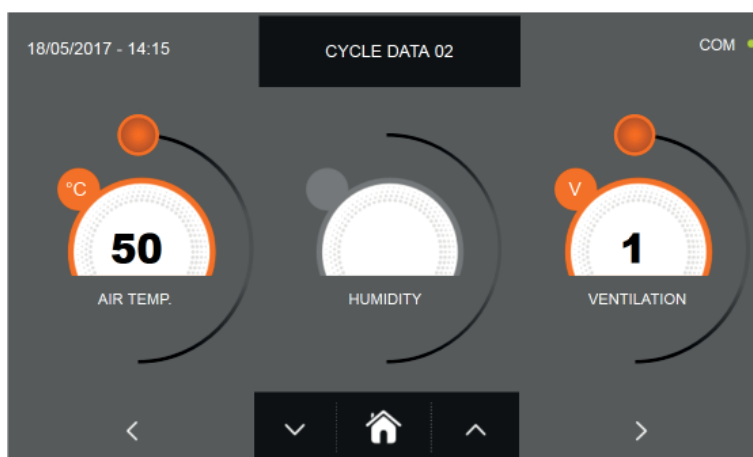 18/05/2017 - 14:15
CYCLE DATA 02
COM
°C
50
AIR TEMP.
HUMIDITY
V
1
VENTILATION